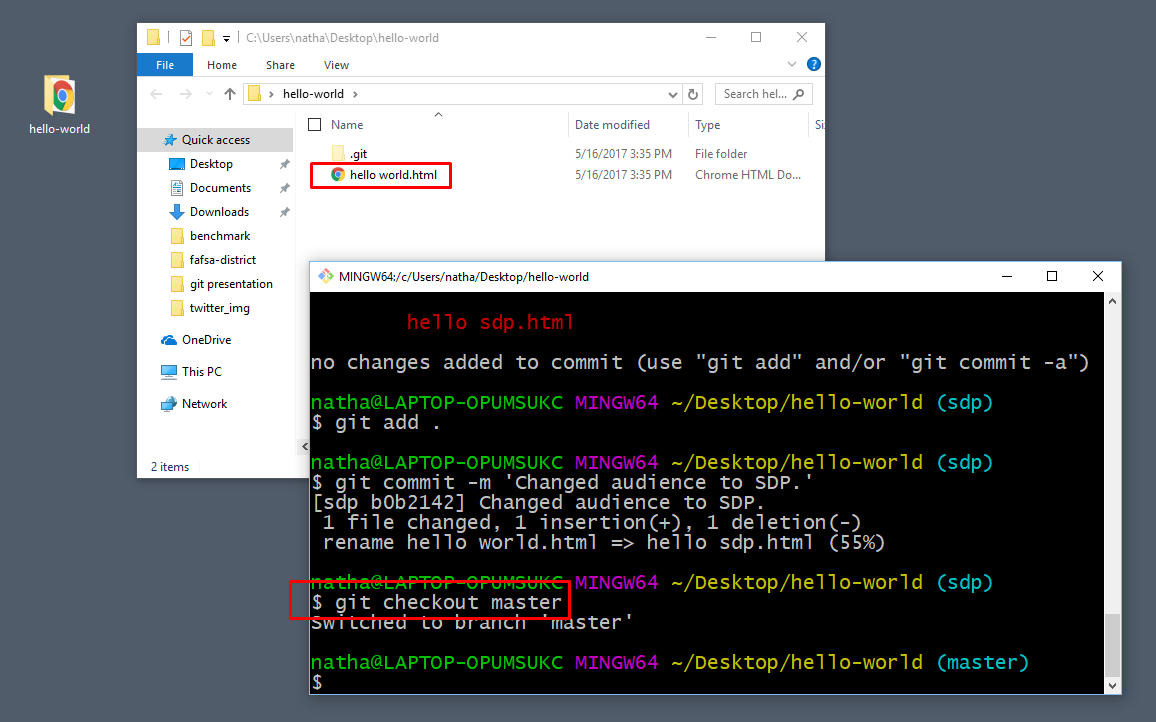 hello-world
C:\Users\natha\Desktop\hello-world
File Home Share View
hello-world
Search hel...
Name Date modified Type
.git 5/16/2017 3:35 PM File folder
hello world.html 5/16/2017 3:35 PM Chrome HTML Do...
Quick access
Desktop
Documents
Downloads
benchmark
fafsa-district
git presentation
twitter_img
OneDrive
This PC
Network
2 items
MINGW64:/c/Users/natha/Desktop/hello-world
hello sdp.html
no changes added to commit (use "git add" and/or "git commit -a")
natha@LAPTOP-OPUMSUKC MINGW64 ~/Desktop/hello-world (sdp)
$ git add .
natha@LAPTOP-OPUMSUKC MINGW64 ~/Desktop/hello-world (sdp)
$ git commit -m 'Changed audience to SDP.'
[sdp b0b2142] Changed audience to SDP.
1 file changed, 1 insertion(+), 1 deletion(-)
rename hello world.html => hello sdp.html (55%)
natha@LAPTOP-OPUMSUKC MINGW64 ~/Desktop/hello-world (sdp)
$ git checkout master
Switched to branch 'master'
natha@LAPTOP-OPUMSUKC MINGW64 ~/Desktop/hello-world (master)
$